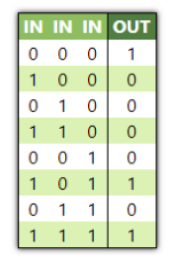 IN IN IN OUT
0 0 0 1
1 0 0 0
0 1 0 0
1 1 0 0
0 0 1 0
1 0 1 1
0 1 1 0
1 1 1 1